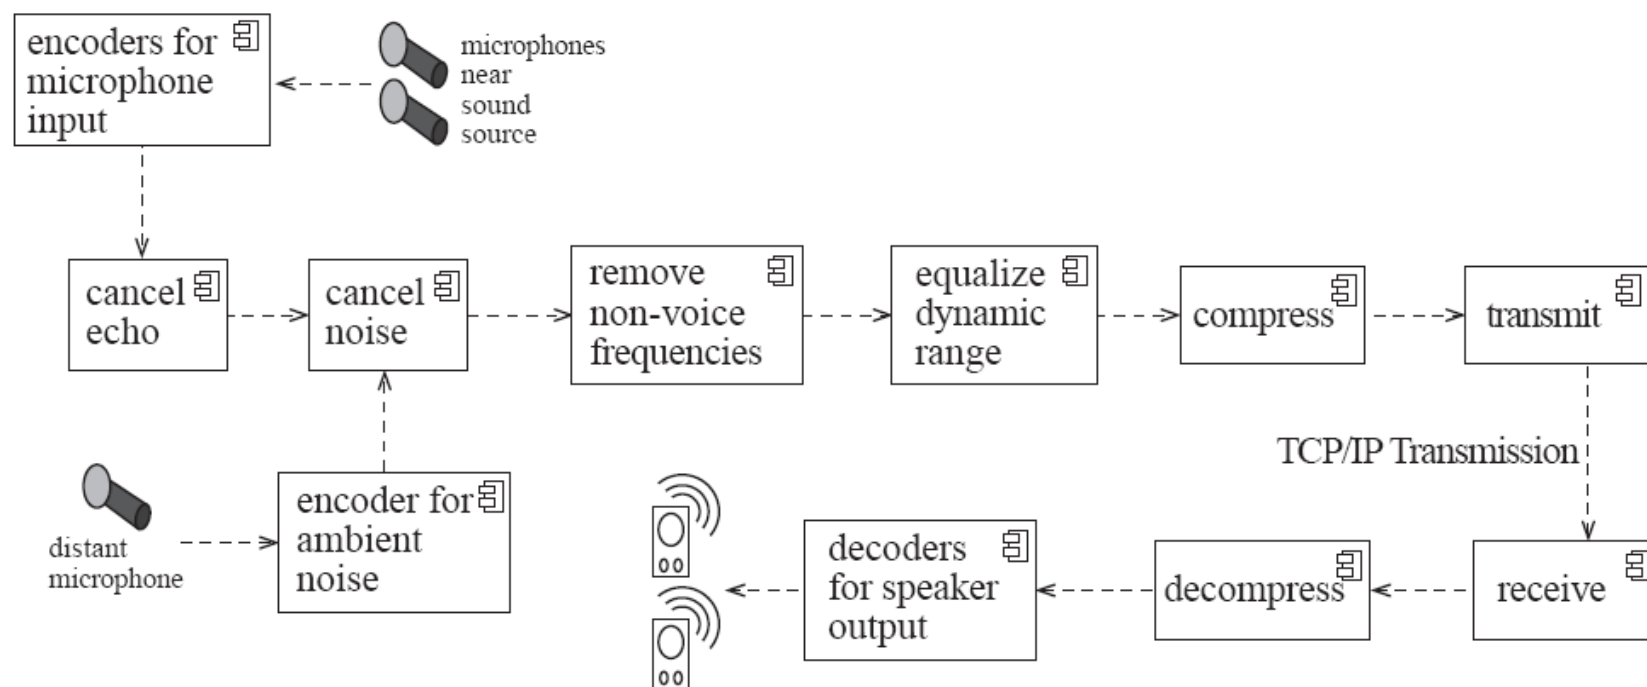 encoders for
microphone
input
microphones
near
sound
source
cancel
echo
cancel
noise
remove
non-voice
frequencies
equalize
dynamic
range
compress
transmit
TCP/IP Transmission
distant
microphone
encoder for
ambient
noise
decoders
for speaker
output
decompress
receive